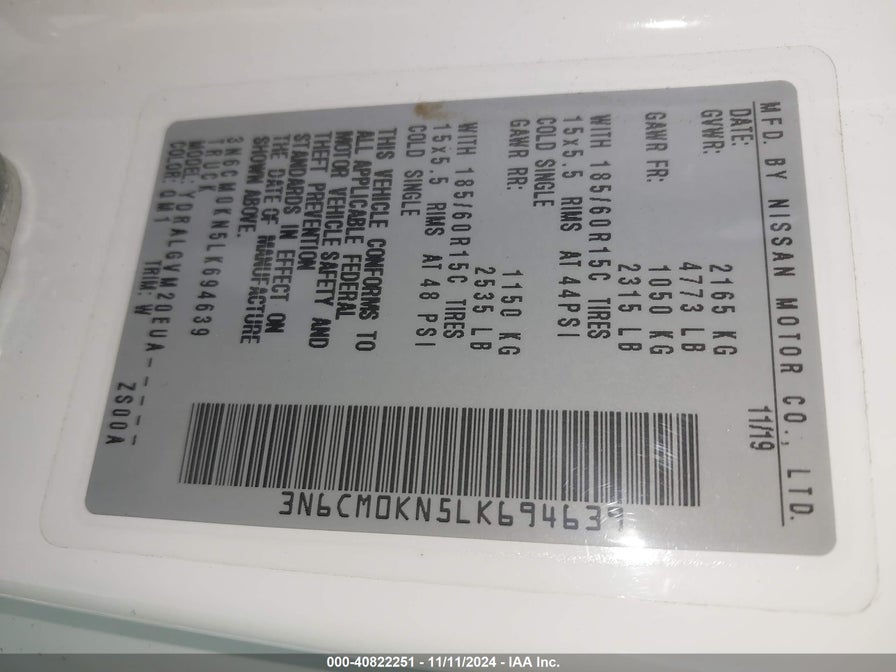 MFD. BY NISSAN MOTOR CO., LTD.
DATE: 11/19
GVWR: 2165 KG
4773 LB
GAWR FR: 1050 KG
2315 LB
WITH 185/60R15C TIRES
15x5.5 RIMS AT 44PSI
COLD SINGLE
GAWR RR: 1150 KG
2535 LB
WITH 185/60R15C TIRES
15x5.5 RIMS AT 48 PSI
COLD SINGLE
THIS VEHICLE CONFORMS TO
ALL APPLICABLE FEDERAL
MOTOR VEHICLE SAFETY AND
THEFT PREVENTION
STANDARDS IN EFFECT ON
THE DATE OF MANUFACTURE
SHOWN ABOVE.
3N6CM0KN5LK694639
TRUCK
MODEL: YDRALGVM20EUA-----
COLOR: QM1 TRIM: W ZS00A
3N6CM0KN5LK694639
000-40822251 - 11/11/2024 - IAA Inc.